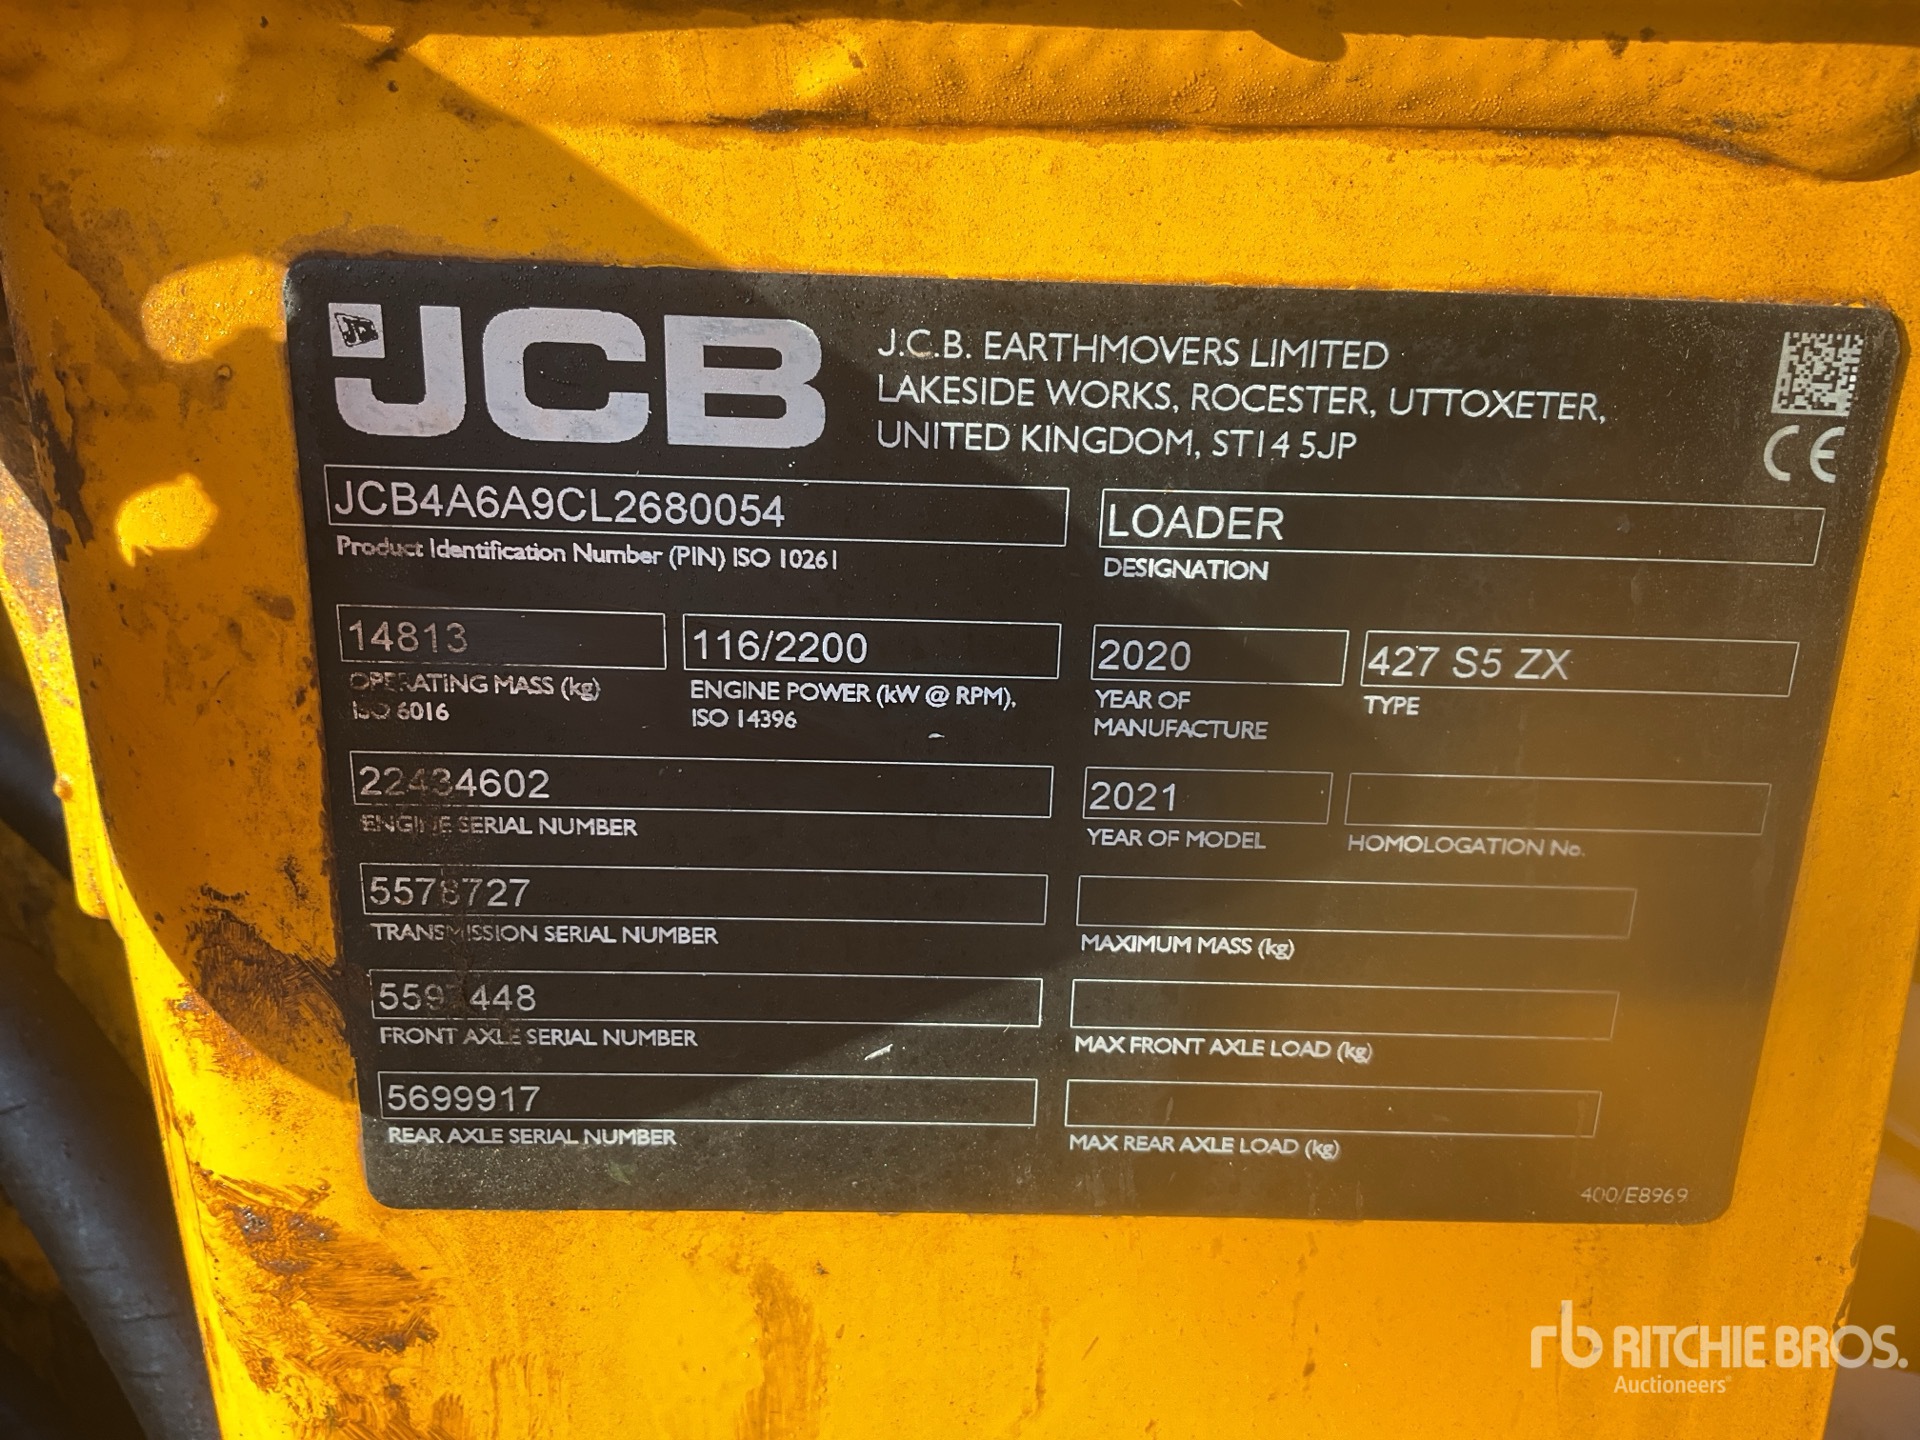 JCB
JCB
J.C.B. EARTHMOVERS LIMITED
LAKESIDE WORKS, ROCESTER, UTTOXETER,
UNITED KINGDOM, ST14 5JP
CE
JCB4A6A9CL2680054
Product Identification Number (PIN) ISO 10261
LOADER
DESIGNATION
14813
OPERATING MASS (kg)
ISO 6016
116/2200
ENGINE POWER (kW @ RPM),
ISO 14396
2020
YEAR OF
MANUFACTURE
427 S5 ZX
TYPE
22434602
ENGINE SERIAL NUMBER
2021
YEAR OF MODEL
HOMOLOGATION No.
5578727
TRANSMISSION SERIAL NUMBER
MAXIMUM MASS (kg)
FRONT AXLE SERIAL NUMBER
MAX FRONT AXLE LOAD (kg)
5699917
REAR AXLE SERIAL NUMBER
MAX REAR AXLE LOAD (kg)
400/E8969
rb RITCHIE BROS.
Auctioneers